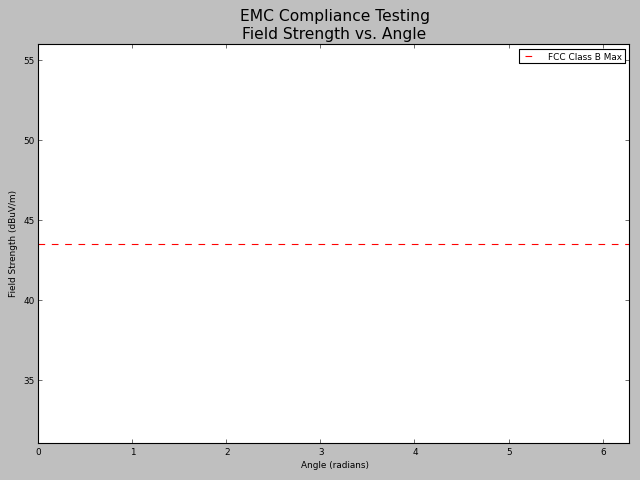 EMC Compliance Testing
Field Strength vs. Angle
FCC Class B Max
55
50
45
40
35
Field Strength (dBuV/m)
0 1 2 3 4 5 6
Angle (radians)